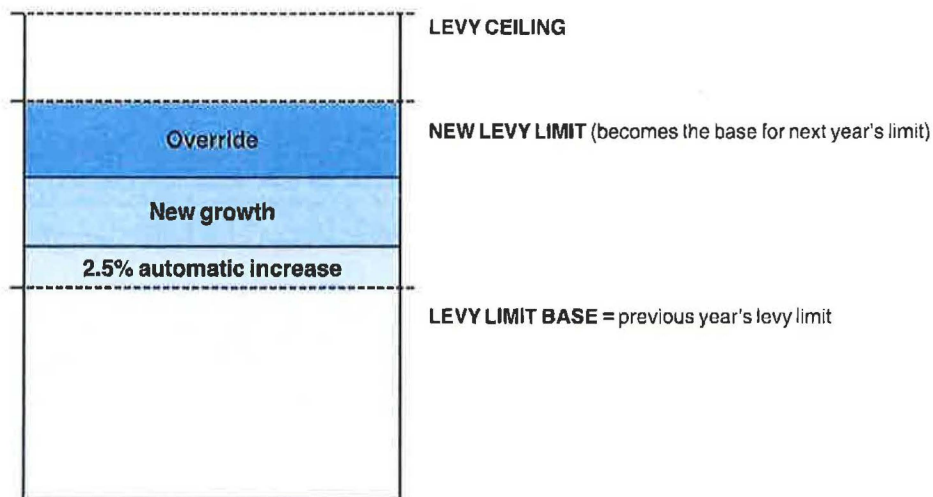 LEVY CEILING
Override
NEW LEVY LIMIT (becomes the base for next year's limit)
New growth
2.5% automatic increase
LEVY LIMIT BASE = previous year's levy limit